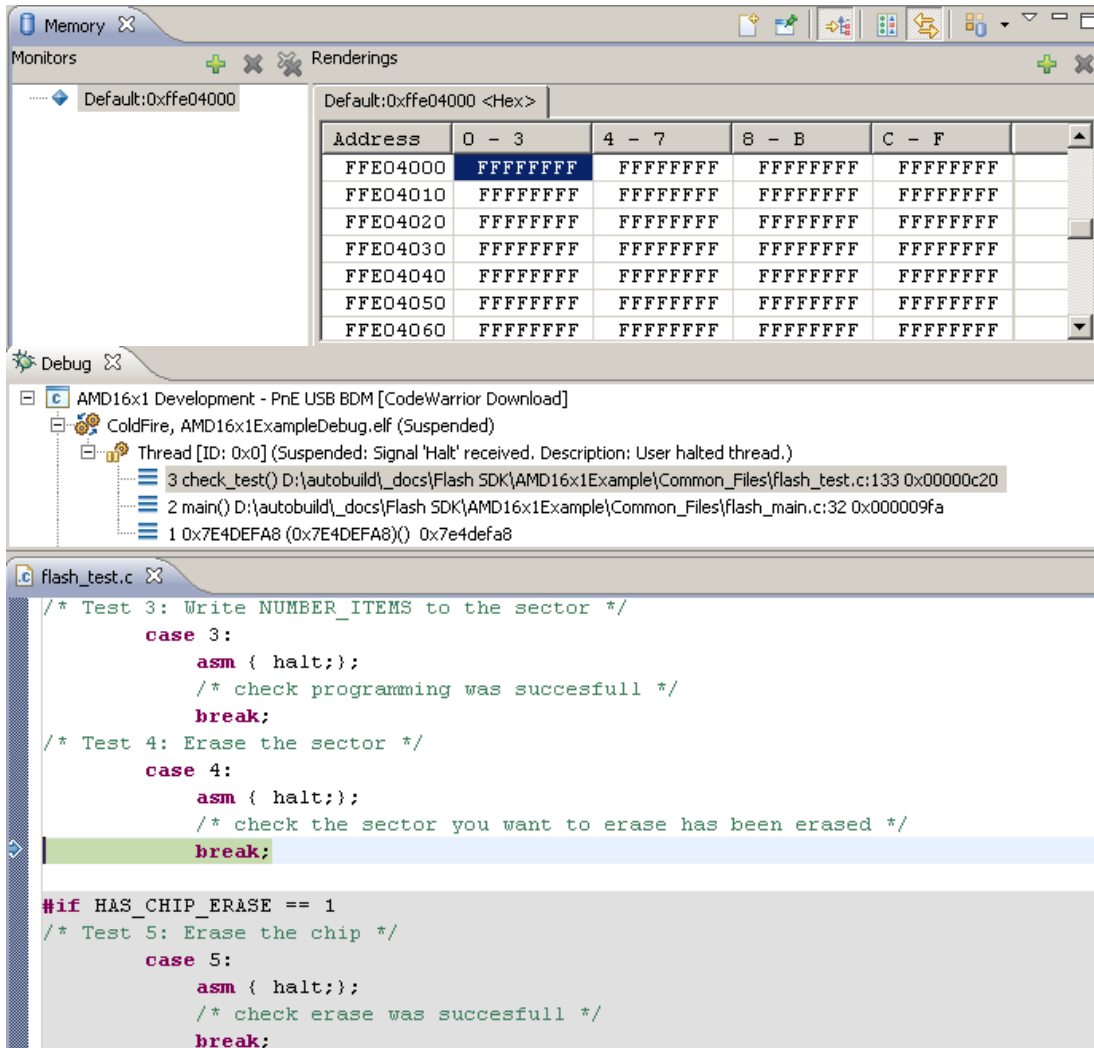 Memory
Monitors
Renderings
Default:0xffe04000
Default:0xffe04000 <Hex>
Address 0 - 3 4 - 7 8 - B C - F
FFE04000 FFFFFFFF FFFFFFFF FFFFFFFF FFFFFFFF
FFE04010 FFFFFFFF FFFFFFFF FFFFFFFF FFFFFFFF
FFE04020 FFFFFFFF FFFFFFFF FFFFFFFF FFFFFFFF
FFE04030 FFFFFFFF FFFFFFFF FFFFFFFF FFFFFFFF
FFE04040 FFFFFFFF FFFFFFFF FFFFFFFF FFFFFFFF
FFE04050 FFFFFFFF FFFFFFFF FFFFFFFF FFFFFFFF
FFE04060 FFFFFFFF FFFFFFFF FFFFFFFF FFFFFFFF
Debug
AMD16x1 Development - PnE USB BDM [CodeWarrior Download]
ColdFire, AMD16x1ExampleDebug.elf (Suspended)
Thread [ID: 0x0] (Suspended: Signal 'Halt' received. Description: User halted thread.)
3 check_test() D:\autobuild\_docs\Flash SDK\AMD16x1Example\Common_Files\flash_test.c:133 0x00000c20
2 main() D:\autobuild\_docs\Flash SDK\AMD16x1Example\Common_Files\flash_main.c:32 0x000009fa
1 0x7E4DEFA8 (0x7E4DEFA8)() 0x7e4defa8
flash_test.c
/* Test 3: Write NUMBER_ITEMS to the sector */
case 3:
asm { halt;};
/* check programming was succesfull */
break;
/* Test 4: Erase the sector */
case 4:
asm { halt;};
/* check the sector you want to erase has been erased */
break;
#if HAS_CHIP_ERASE == 1
/* Test 5: Erase the chip */
case 5:
asm { halt;};
/* check erase was succesfull */
break;